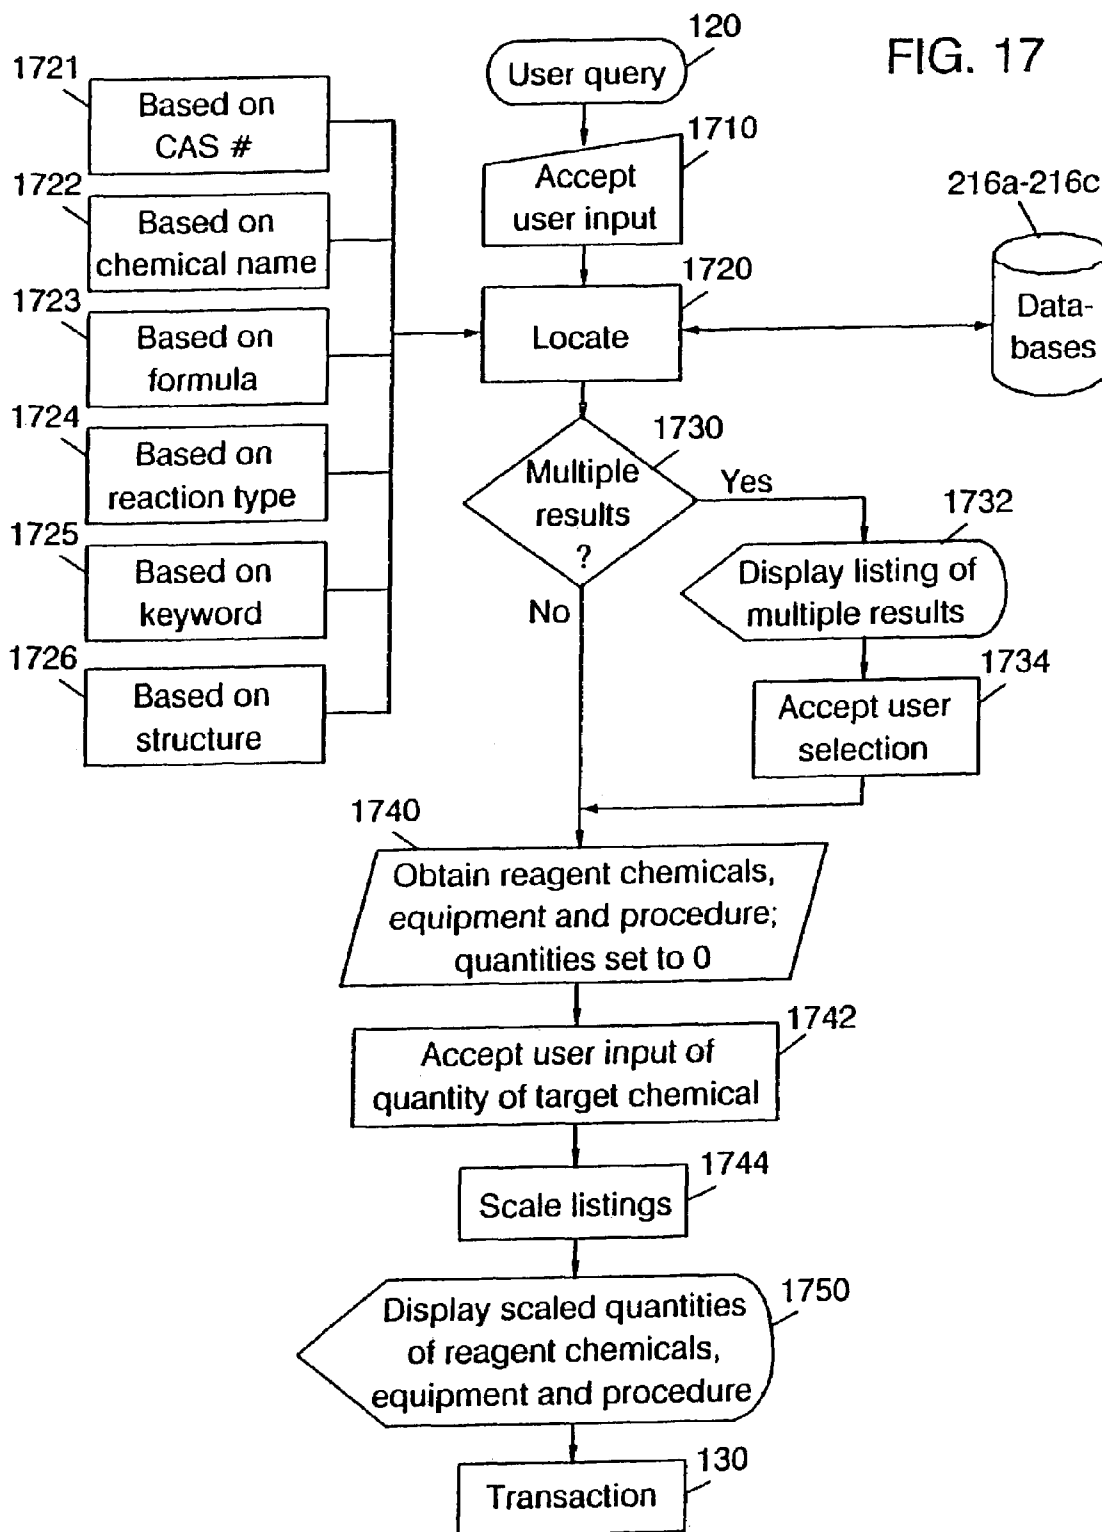 FIG. 17
120
User query
1710
Accept
user input
1721
Based on
CAS #
1722
Based on
chemical name
1723
Based on
formula
1724
Based on
reaction type
1725
Based on
keyword
1726
Based on
structure
1720
Locate
216a-216c
Data-
bases
1730
Multiple
results
?
Yes
No
1732
Display listing of
multiple results
1734
Accept user
selection
1740
Obtain reagent chemicals,
equipment and procedure;
quantities set to 0
1742
Accept user input of
quantity of target chemical
1744
Scale listings
1750
Display scaled quantities
of reagent chemicals,
equipment and procedure
130
Transaction